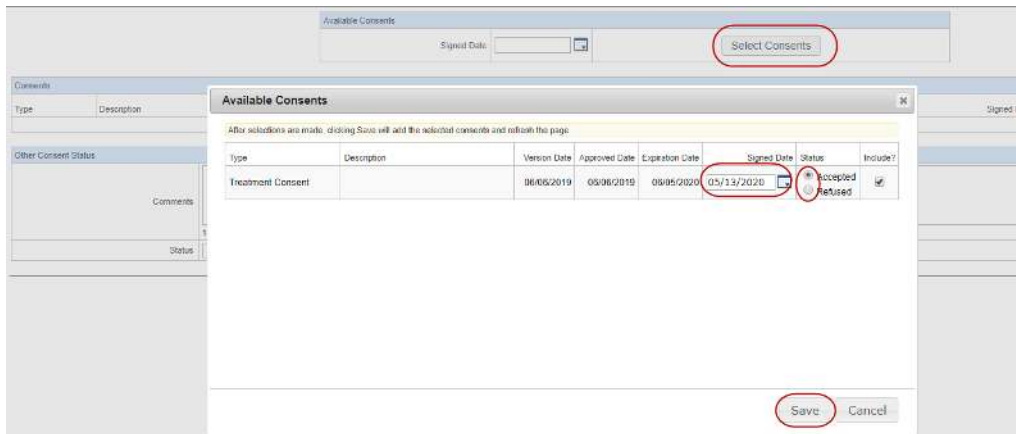 Available Consents
Signed Date
Select Consents
Consents
Type Description Signed
Available Consents
After selections are made, clicking Save will add the selected consents and refresh the page
Type Description Version Date Approved Date Expiration Date Signed Date Status Include?
Treatment Consent 06/06/2019 06/06/2019 06/05/2020 05/13/2020 Accepted
Refused
Other Consent Status
Comments
Status
Save Cancel